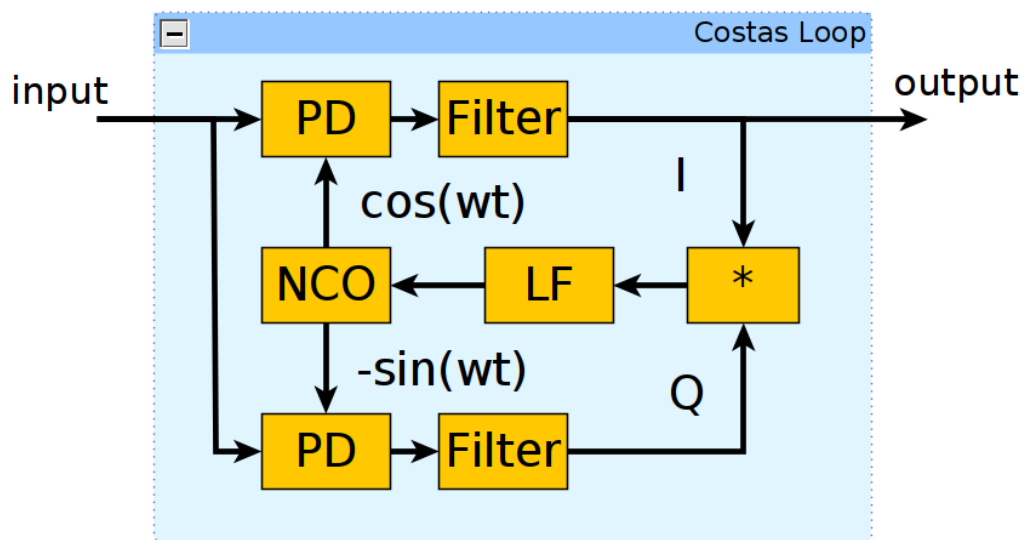 Costas Loop
input
output
PD
Filter
I
cos(wt)
NCO
LF
*
-sin(wt)
Q
PD
Filter